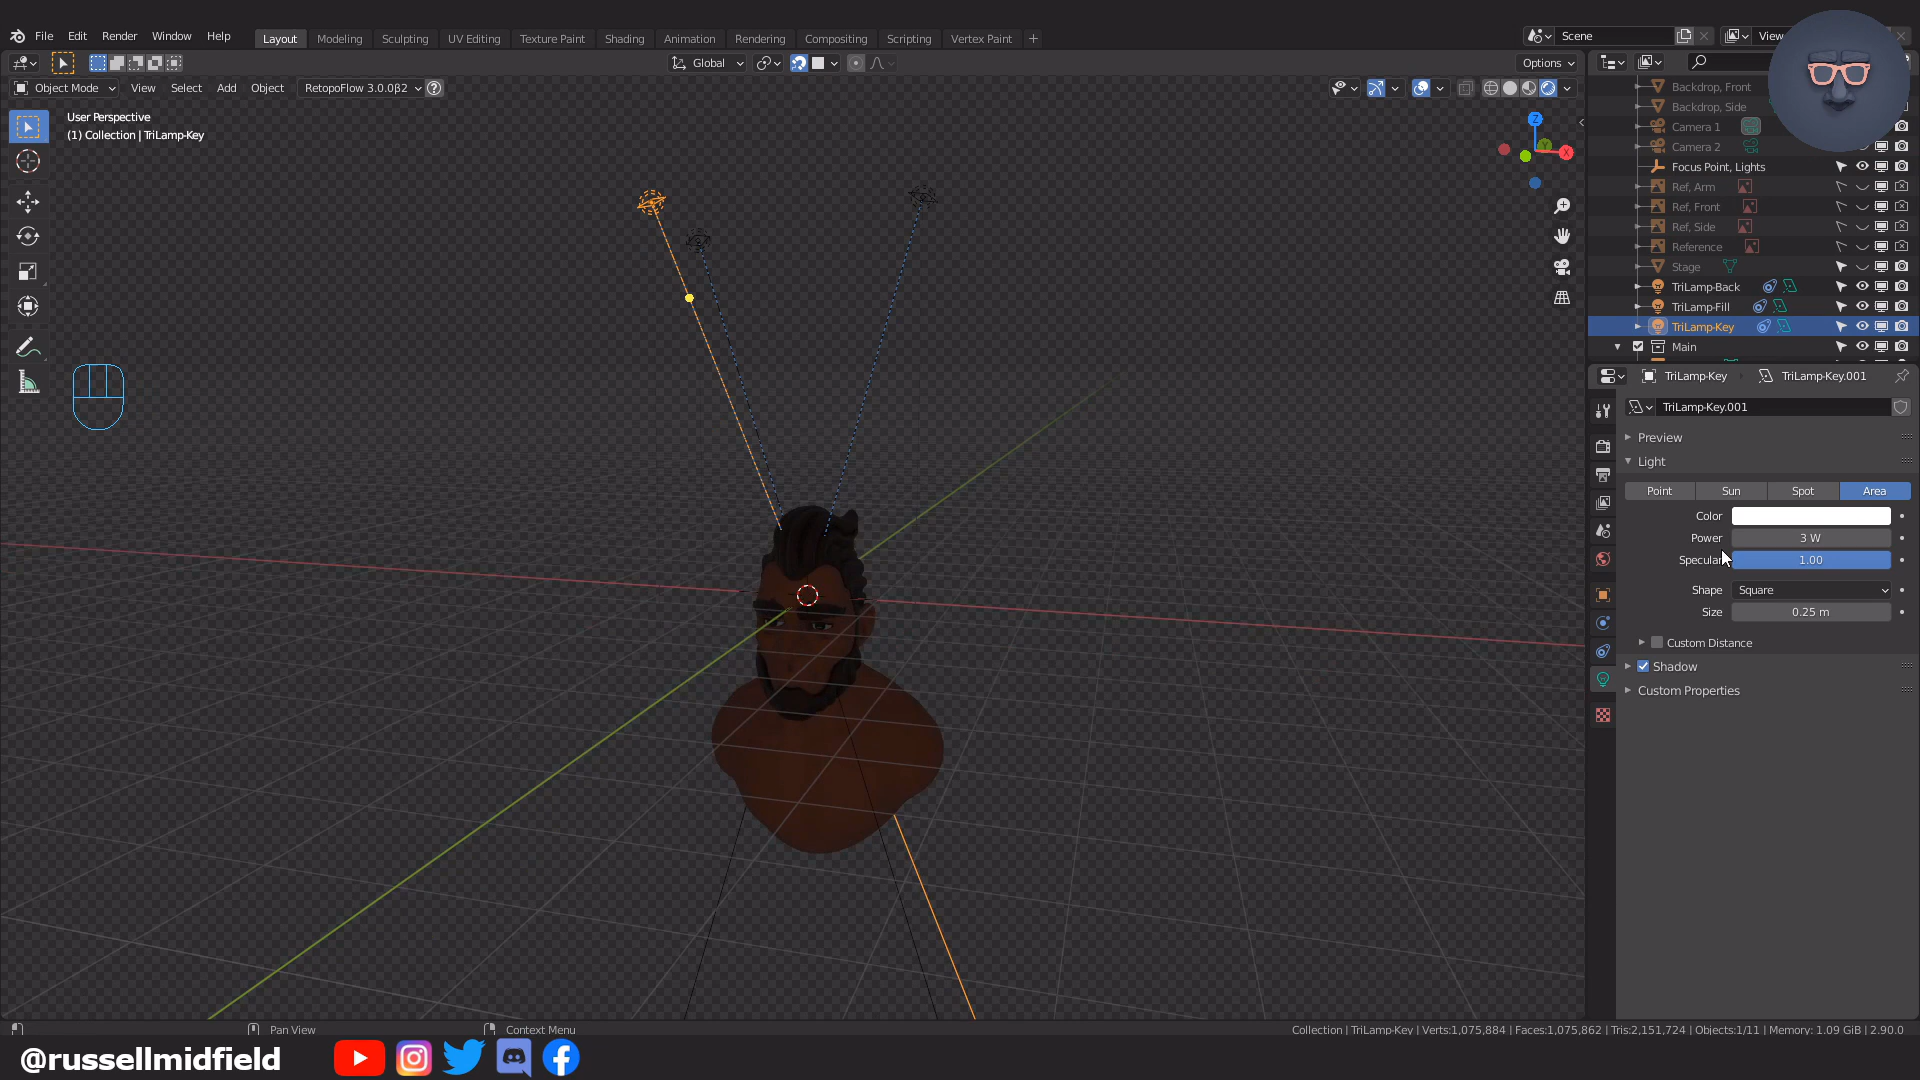 File Edit Render Window Help Layout Modeling Sculpting UV Editing Texture Paint Shading Animation Rendering Compositing Scripting Vertex Paint + Scene View
Global Options
Object Mode View Select Add Object RetopoFlow 3.0.0β2 ?
User Perspective
(1) Collection | TriLamp-Key
Z
Y
X
Backdrop, Front
Backdrop, Side
Camera 1
Camera 2
Focus Point, Lights
Ref, Arm
Ref, Front
Ref, Side
Reference
Stage
TriLamp-Back
TriLamp-Fill
TriLamp-Key
Main
TriLamp-Key TriLamp-Key.001
TriLamp-Key.001
Preview
Light
Point Sun Spot Area
Color
Power 3 W
Specular 1.00
Shape Square
Size 0.25 m
Custom Distance
Shadow
Custom Properties
Pan View Context Menu Collection | TriLamp-Key | Verts:1,075,884 | Faces:1,075,862 | Tris:2,151,724 | Objects:1/11 | Memory: 1.09 GiB | 2.90.0
@russellmidfield